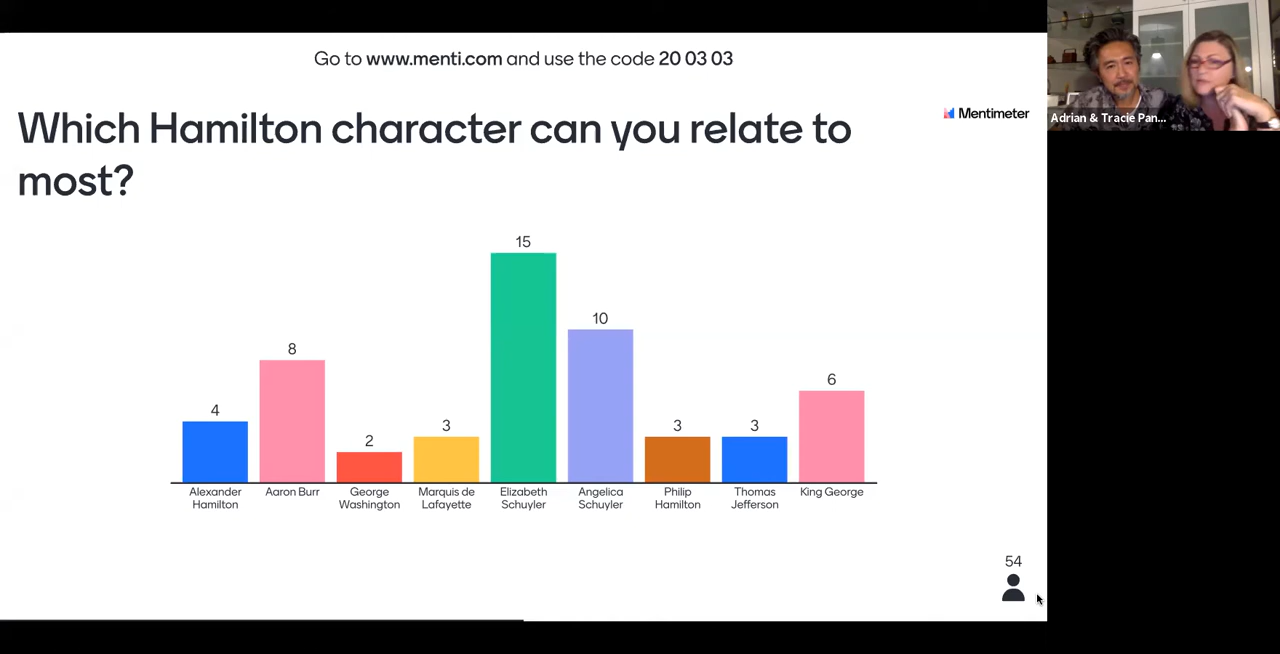 Go to www.menti.com and use the code 20 03 03
Which Hamilton character can you relate to
most?
Mentimeter
Adrian & Tracie Pan...
15
10
8
6
4
3
3
3
2
Alexander
Hamilton
Aaron Burr
George
Washington
Marquis de
Lafayette
Elizabeth
Schuyler
Angelica
Schuyler
Philip
Hamilton
Thomas
Jefferson
King George
54